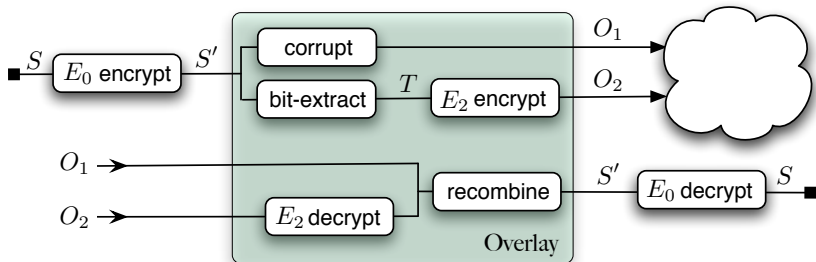 S
E₀ encrypt
S′
corrupt
O₁
bit-extract
T
E₂ encrypt
O₂
O₁
O₂
E₂ decrypt
recombine
S′
E₀ decrypt
S
Overlay